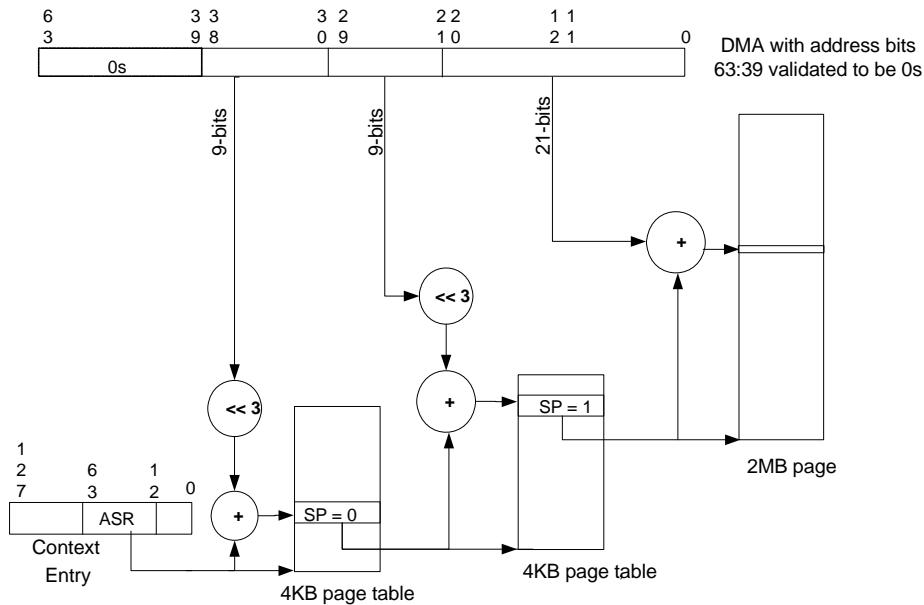 6 3 3 2 2 2 1 1
3 9 8 0 9 1 0 2 1 0
0s
DMA with address bits
63:39 validated to be 0s
9-bits
9-bits
21-bits
+
<< 3
<< 3
+
SP = 1
2MB page
1
2
7
6
3
1
2
0
ASR
+
SP = 0
Context
Entry
4KB page table
4KB page table